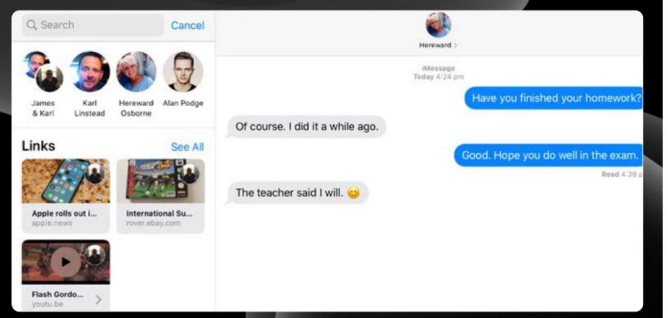 Search
Cancel
James
& Karl
Karl
Linstead
Hereward
Osborne
Alan Podge
Links
See All
Apple rolls out i...
apple.news
International Su...
rover.ebay.com
Flash Gordo...
youtu.be
Hereward
iMessage
Today 4:24 pm
Have you finished your homework?
Of course. I did it a while ago.
Good. Hope you do well in the exam.
Read 4:36 p
The teacher said I will. 😊